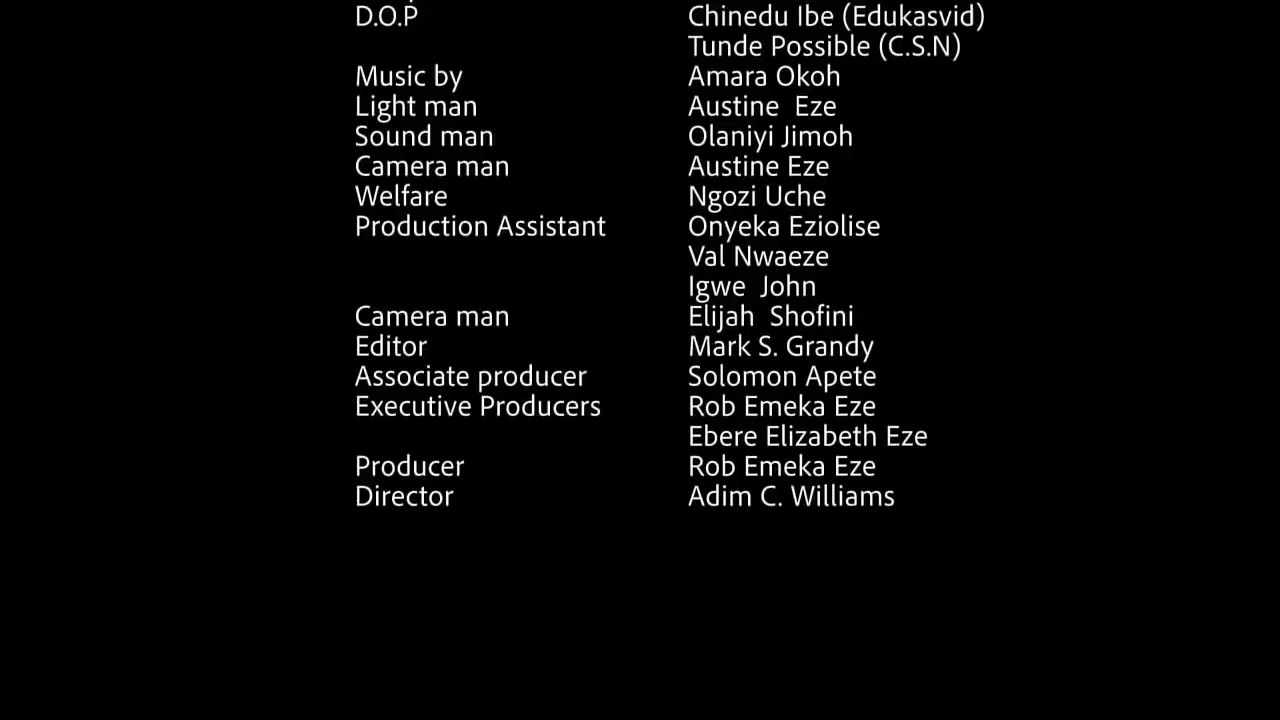 D.O.P Chinedu Ibe (Edukasvid)
Tunde Possible (C.S.N)
Music by Amara Okoh
Light man Austine Eze
Sound man Olaniyi Jimoh
Camera man Austine Eze
Welfare Ngozi Uche
Production Assistant Onyeka Eziolise
Val Nwaeze
Igwe John
Camera man Elijah Shofini
Editor Mark S. Grandy
Associate producer Solomon Apete
Executive Producers Rob Emeka Eze
Ebere Elizabeth Eze
Producer Rob Emeka Eze
Director Adim C. Williams